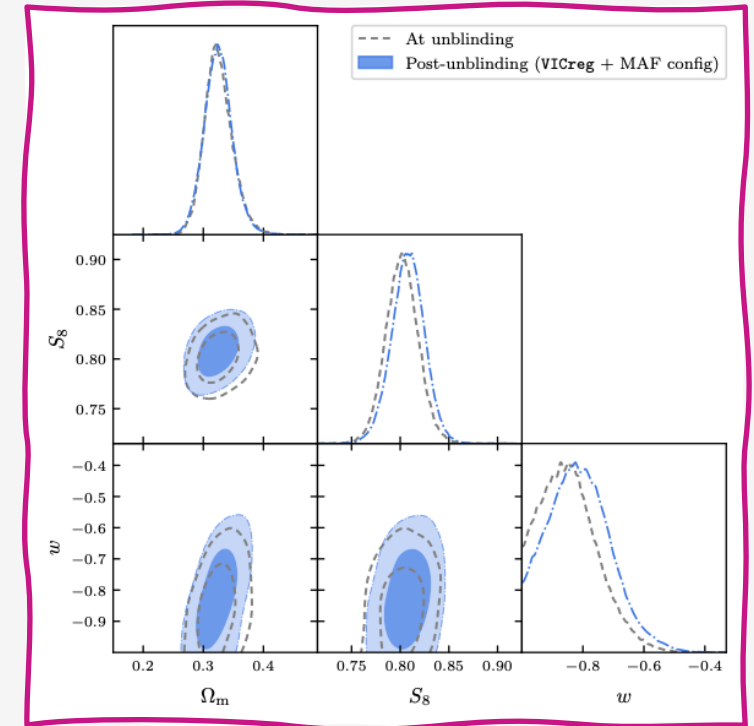 At unblinding
Post-unblinding (VICreg + MAF config)
0.90
0.85
0.80
0.75
S₈
−0.4
−0.5
−0.6
−0.7
−0.8
−0.9
w
0.2 0.3 0.4 0.75 0.80 0.85 0.90 −0.8 −0.6 −0.4
Ωₘ S₈ w